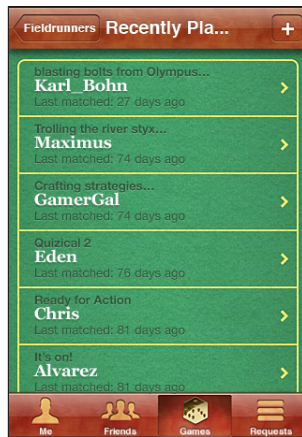 Fieldrunners
Recently Pla...
+
blasting bolts from Olympus...
Karl_Bohn
Last matched: 27 days ago
Trolling the river styx...
Maximus
Last matched: 74 days ago
Crafting strategies...
GamerGal
Last matched: 74 days ago
Quizical 2
Eden
Last matched: 76 days ago
Ready for Action
Chris
Last matched: 81 days ago
It's on!
Alvarez
Last matched: 81 days ago
Me
Friends
Games
Requests